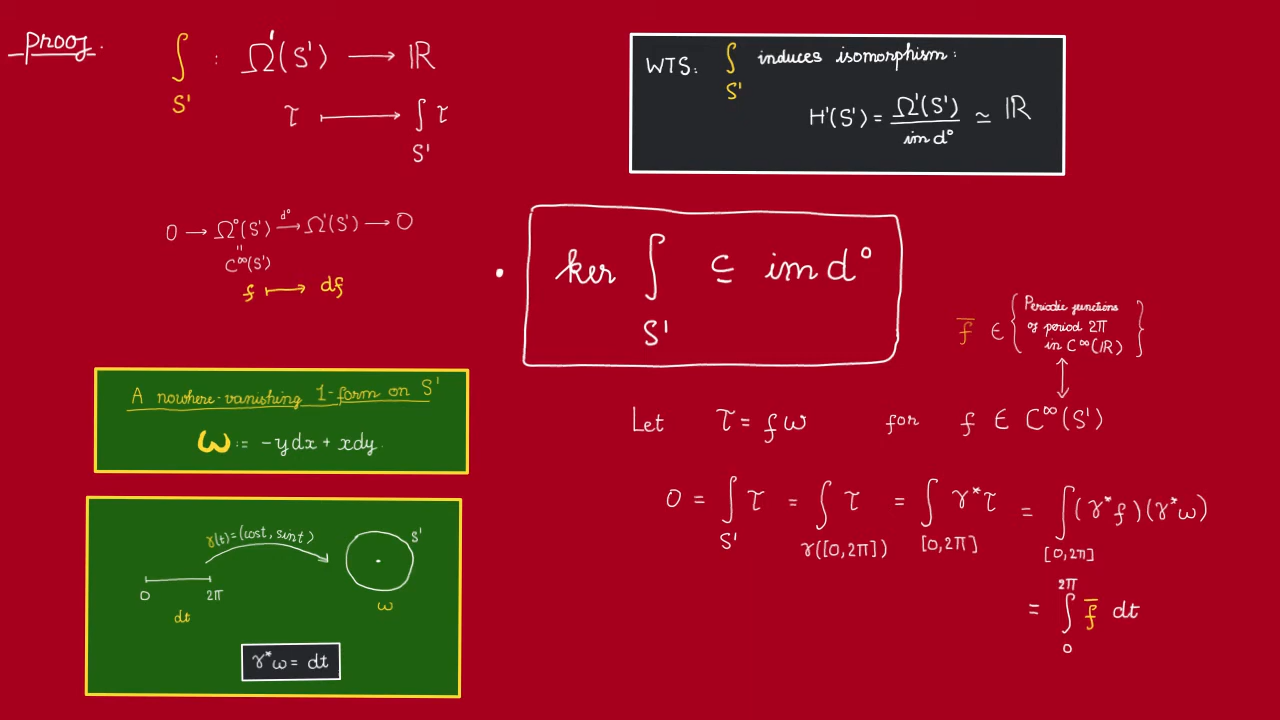 Proof.
∫_{S¹} : Ω¹(S¹) ⟶ ℝ
τ ⟼ ∫_{S¹} τ
WTS: ∫_{S¹} induces isomorphism:
H¹(S¹) = Ω¹(S¹) / im d⁰ ≃ ℝ
0 → Ω⁰(S¹) →^{d⁰} Ω¹(S¹) → 0
"
C^∞(S¹)
f ⟼ df
• ker ∫_{S¹} ⊆ im d⁰
A nowhere-vanishing 1-form on S¹
ω := -ydx + xdy.
γ(t) = (cost, sint)
S¹
0 2π
dt
ω
γ*ω = dt
f̄ ∈ { Periodic functions
of period 2π
in C^∞(ℝ) }
↕
Let τ = fω for f ∈ C^∞(S¹)
0 = ∫_{S¹} τ = ∫_{γ([0,2π])} τ = ∫_{[0,2π]} γ*τ = ∫_{[0,2π]} (γ*f)(γ*ω)
= ∫_0^{2π} f̄ dt